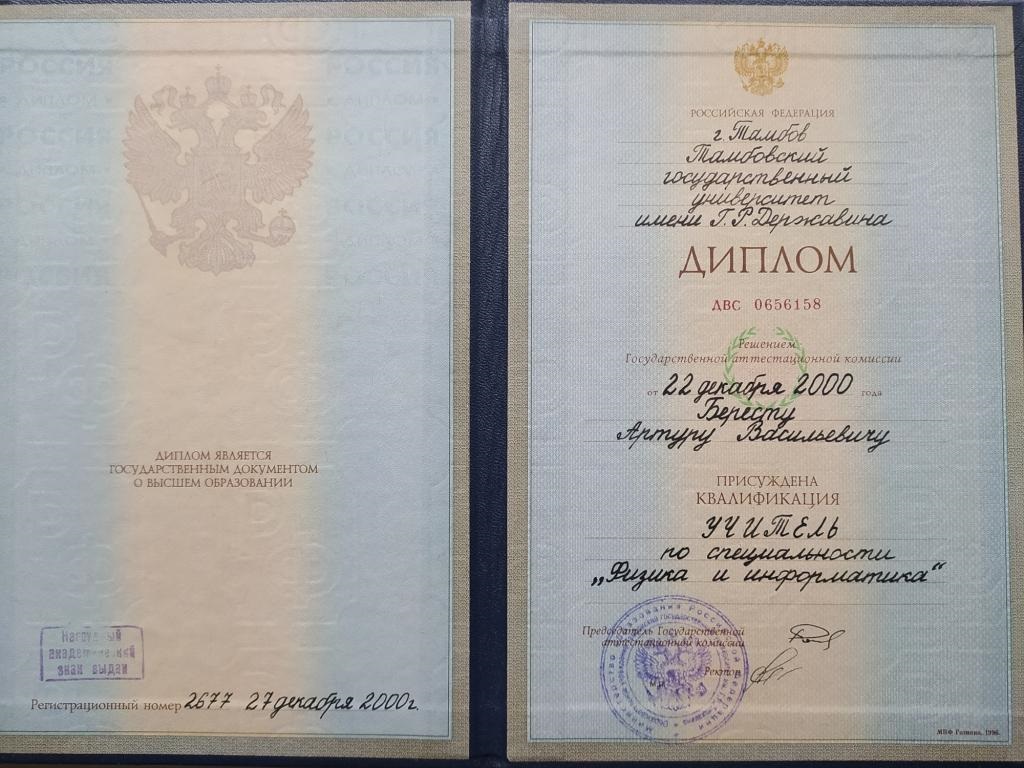 ДИПЛОМ ЯВЛЯЕТСЯ
ГОСУДАРСТВЕННЫМ ДОКУМЕНТОМ
О ВЫСШЕМ ОБРАЗОВАНИИ
Нагрудный
академический
знак выдан
Регистрационный номер 2677 27 декабря 2000г.
РОССИЙСКАЯ ФЕДЕРАЦИЯ
г. Тамбов
Тамбовский
государственный
университет
имени Г.Р. Державина
ДИПЛОМ
ДВС 0656158
Решением
Государственной аттестационной комиссии
от 22 декабря 2000 года
Бересту
Артуру Васильевичу
ПРИСУЖДЕНА
КВАЛИФИКАЦИЯ
УЧИТЕЛЬ
по специальности
„Физика и информатика“
Председатель Государственной
аттестационной комиссии
Ректор
МПФ Гознака, 1996.